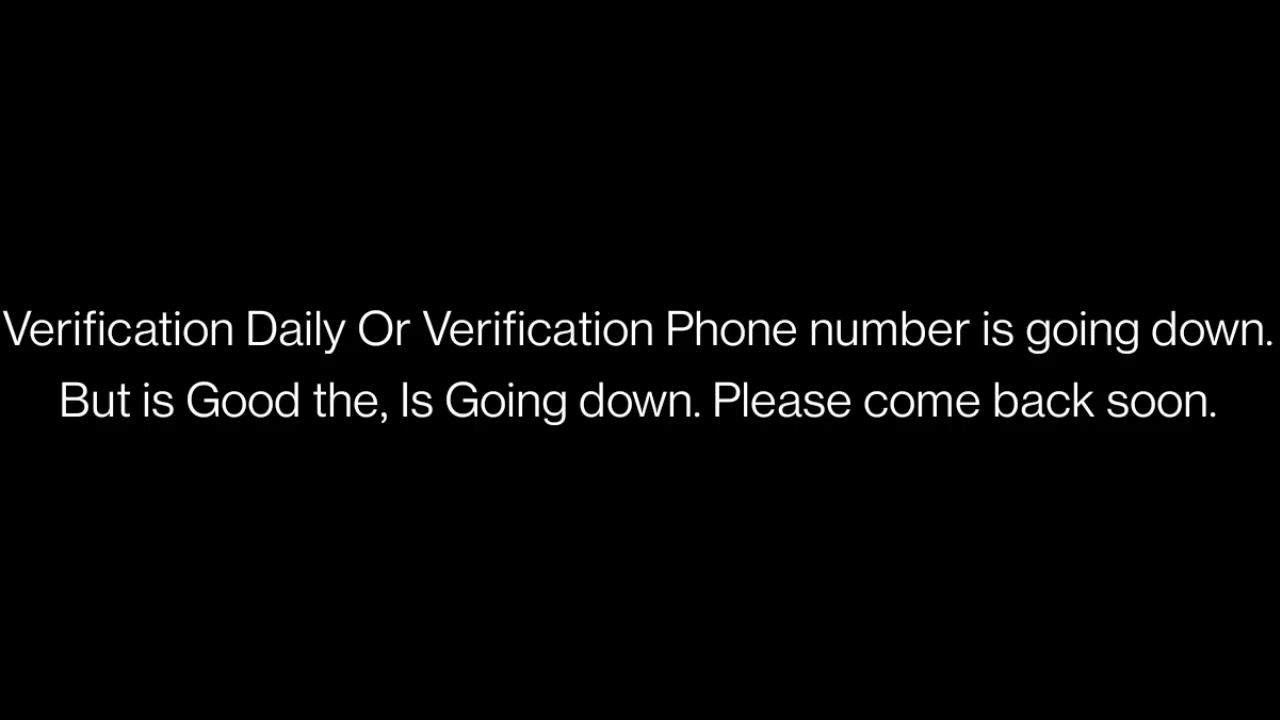 Verification Daily Or Verification Phone number is going down.
But is Good the, Is Going down. Please come back soon.